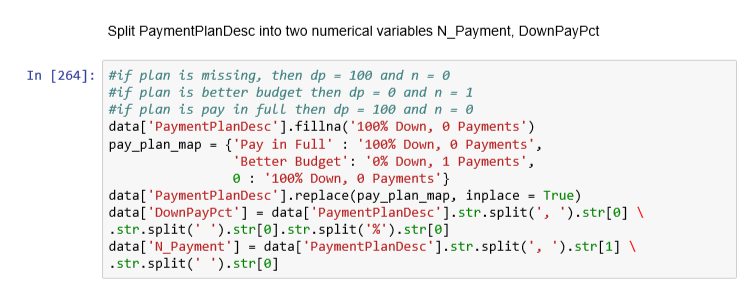 Split PaymentPlanDesc into two numerical variables N_Payment, DownPayPct
In [264]: #if plan is missing, then dp = 100 and n = 0
#if plan is better budget then dp = 0 and n = 1
#if plan is pay in full then dp = 100 and n = 0
data['PaymentPlanDesc'].fillna('100% Down, 0 Payments')
pay_plan_map = {'Pay in Full' : '100% Down, 0 Payments',
'Better Budget': '0% Down, 1 Payments',
0 : '100% Down, 0 Payments'}
data['PaymentPlanDesc'].replace(pay_plan_map, inplace = True)
data['DownPayPct'] = data['PaymentPlanDesc'].str.split(', ').str[0] \
.str.split(' ').str[0].str.split('%').str[0]
data['N_Payment'] = data['PaymentPlanDesc'].str.split(', ').str[1] \
.str.split(' ').str[0]